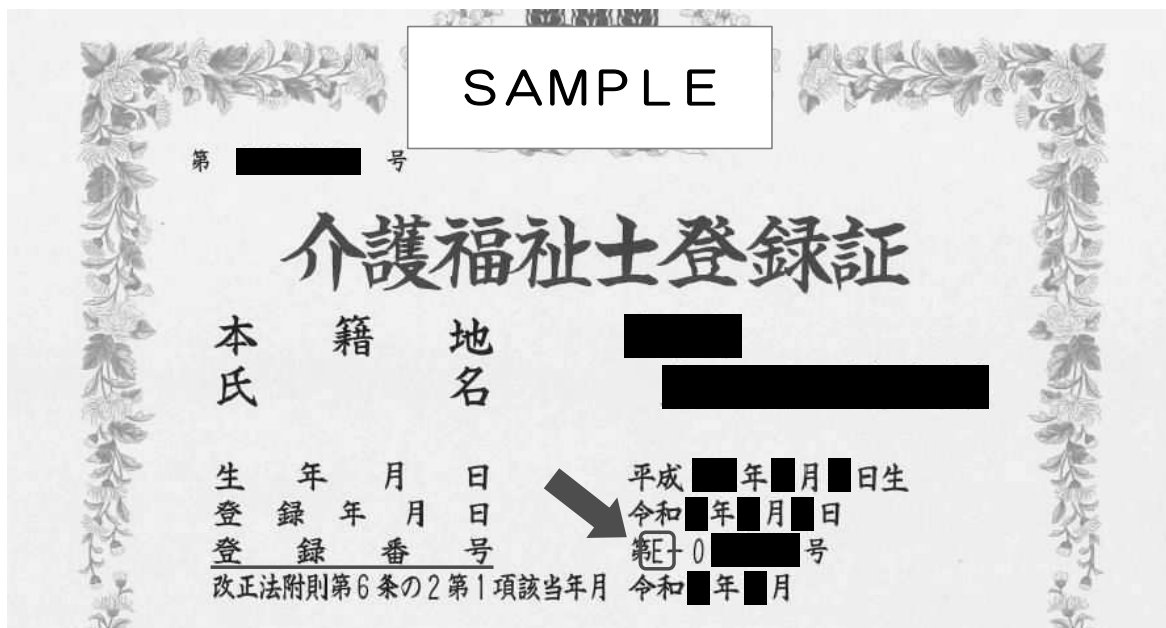 SAMPLE
第 号
介護福祉士登録証
本籍地
氏名
生年月日 平成 年 月 日生
登録年月日 令和 年 月 日
登録番号 第E-0 号
改正法附則第6条の2第1項該当年月 令和 年 月